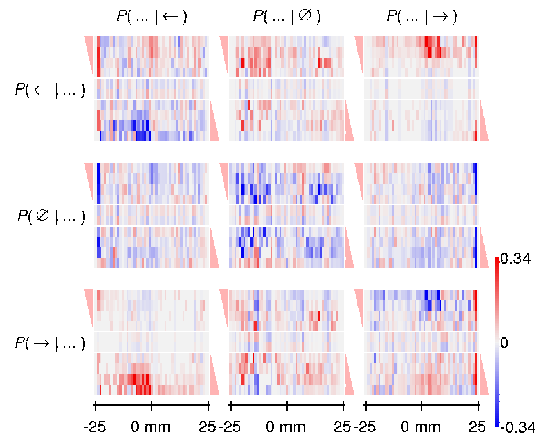 P( ... | ← ) P( ... | ∅ ) P( ... | → )
P( ← | ... )
P( ∅ | ... )
0.34
0
P( → | ... )
-0.34
-25 0 mm 25 -25 0 mm 25 -25 0 mm 25